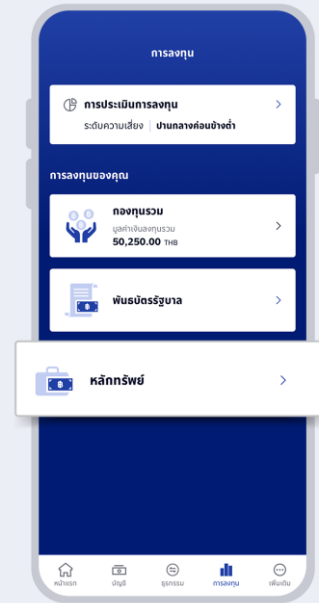 การลงทุน
การประเมินการลงทุน
ระดับความเสี่ยง | ปานกลางค่อนข้างต่ำ
การลงทุนของคุณ
กองทุนรวม
มูลค่าเงินลงทุนรวม
50,250.00 THB
พันธบัตรรัฐบาล
หลักทรัพย์
หน้าแรก
บัญชี
ธุรกรรม
การลงทุน
เพิ่มเติม